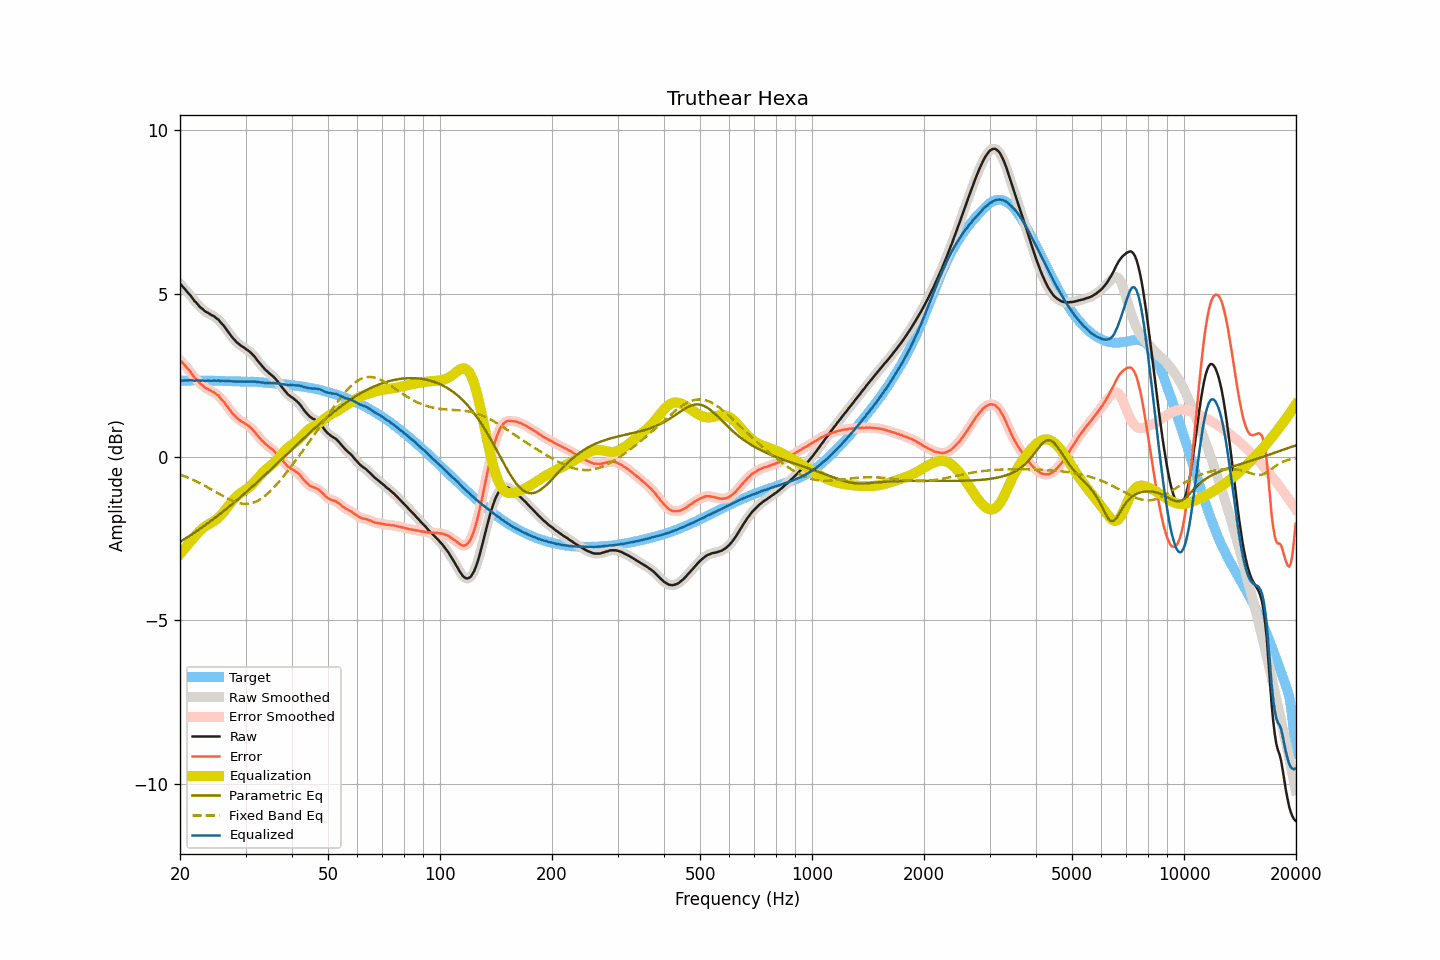 Truthear Hexa
10
5
0
−5
−10
Amplitude (dBr)
Target
Raw Smoothed
Error Smoothed
Raw
Error
Equalization
Parametric Eq
Fixed Band Eq
Equalized
20 50 100 200 500 1000 2000 5000 10000 20000
Frequency (Hz)